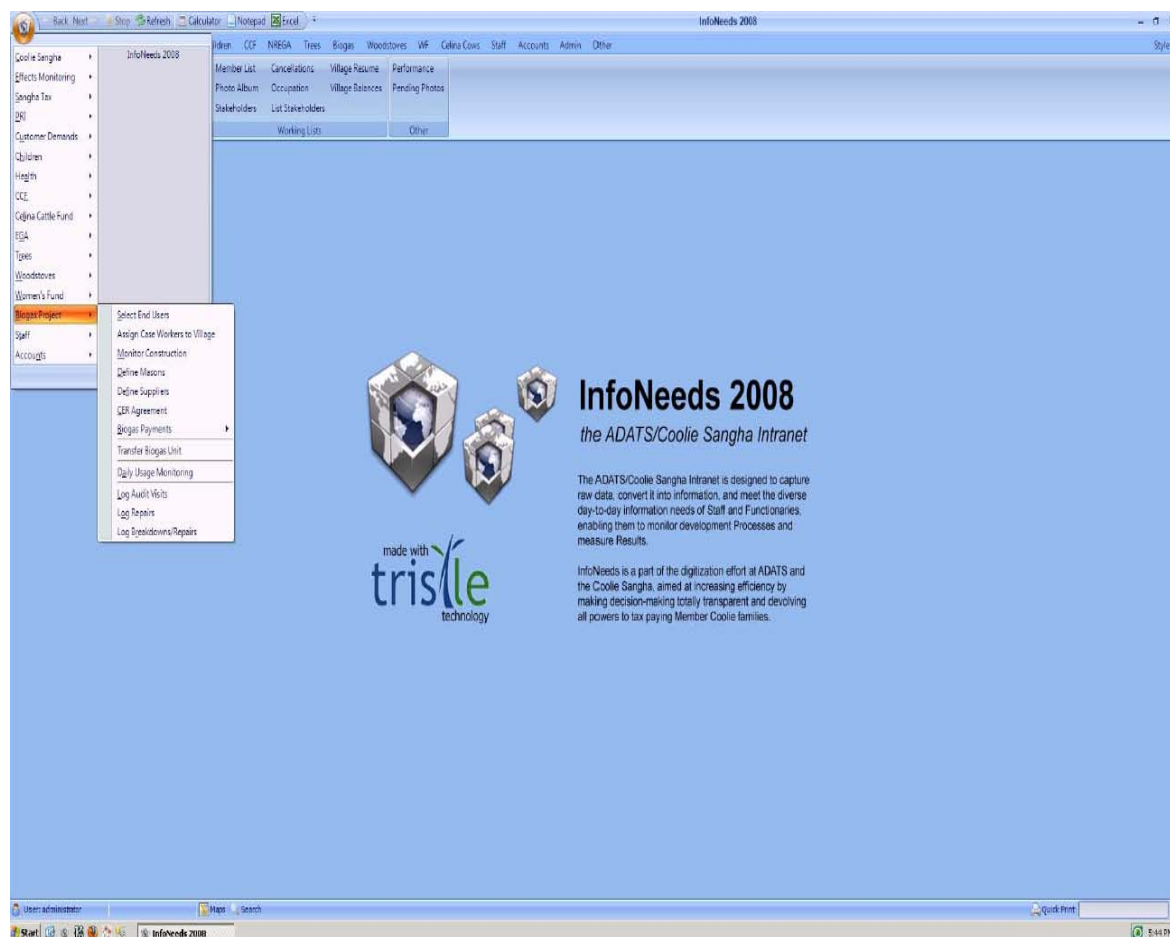 Back Next Stop Refresh Calculator Notepad Excel InfoNeeds 2008
ildren CCF NREGA Trees Biogas Woodstoves WF Celina Cows Staff Accounts Admin Other Style
InfoNeeds 2008
Member List Cancellations Village Resume Performance
Photo Album Occupation Village Balances Pending Photos
Stakeholders List Stakeholders
Working Lists Other
Coolie Sangha
Effects Monitoring
Sangha Tax
PRI
Customer Demands
Children
Health
CCF
Celina Cattle Fund
EGA
Trees
Woodstoves
Women's Fund
Biogas Project
Staff
Accounts
Select End Users
Assign Case Workers to Village
Monitor Construction
Define Masons
Define Suppliers
CER Agreement
Biogas Payments
Transfer Biogas Unit
Daily Usage Monitoring
Log Audit Visits
Log Repairs
Log Breakdowns/Repairs
InfoNeeds 2008
the ADATS/Coolie Sangha Intranet
The ADATS/Coolie Sangha Intranet is designed to capture
raw data, convert it into information, and meet the diverse
day-to-day information needs of Staff and Functionaries,
enabling them to monitor development Processes and
measure Results.
InfoNeeds is a part of the digitization effort at ADATS and
the Coolie Sangha, aimed at increasing efficiency by
making decision-making totally transparent and devolving
all powers to tax paying Member Coolie families.
made with
tristle
technology
User: administrator Maps Search Quick Print
Start InfoNeeds 2008 5:44 PM